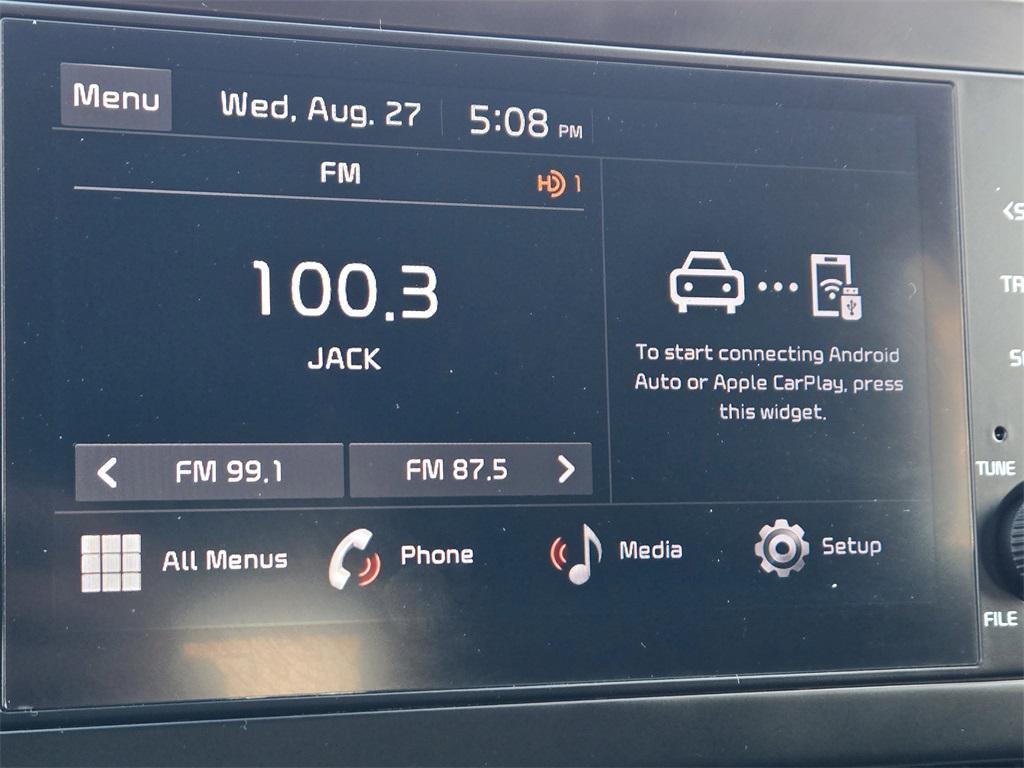 Menu
Wed, Aug. 27
5:08 PM
FM
HD 1
100.3
JACK
FM 99.1
FM 87.5
To start connecting Android
Auto or Apple CarPlay, press
this widget.
All Menus
Phone
Media
Setup
TUNE
FILE